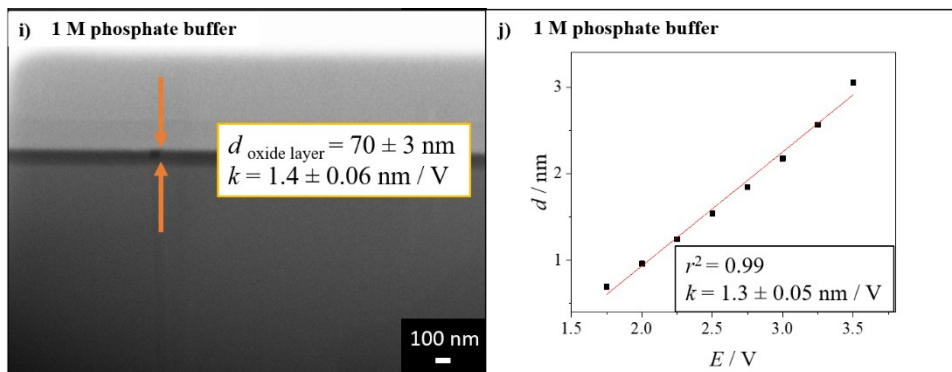 i) 1 M phosphate buffer
d oxide layer = 70 ± 3 nm
k = 1.4 ± 0.06 nm / V
100 nm
j) 1 M phosphate buffer
3
2
1
d / nm
r² = 0.99
k = 1.3 ± 0.05 nm / V
1.5 2.0 2.5 3.0 3.5
E / V